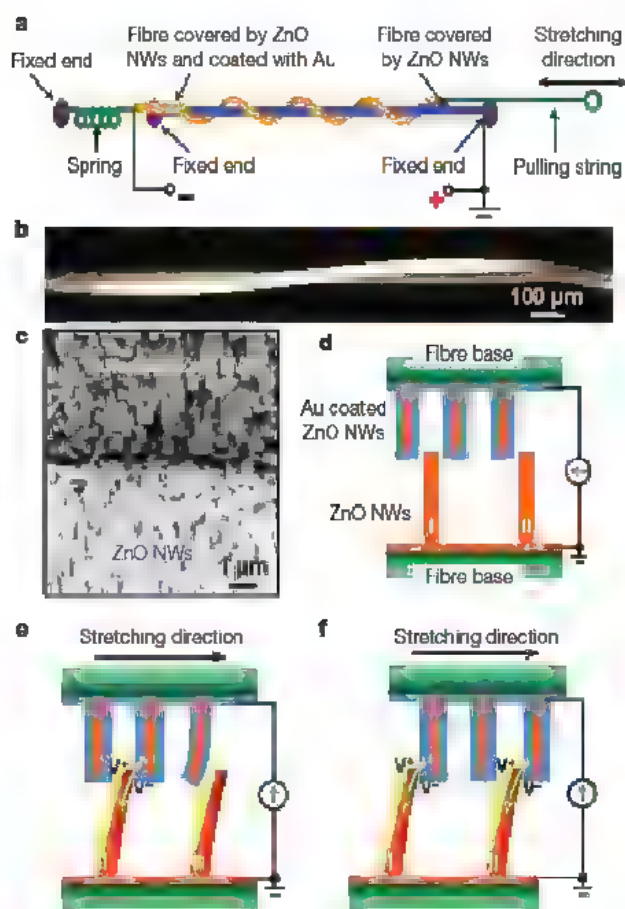 a
Fibre covered by ZnO
NWs and coated with Au
Fibre covered
by ZnO NWs
Stretching
direction
Fixed end
Spring
Fixed end
Fixed end
Pulling string
−
+
b
100 µm
c
ZnO NWs
1 µm
d
Fibre base
Au coated
ZnO NWs
ZnO NWs
I
II
Fibre base
e
Stretching direction
V+
V−
f
Stretching direction
V+
V−
V+
V−